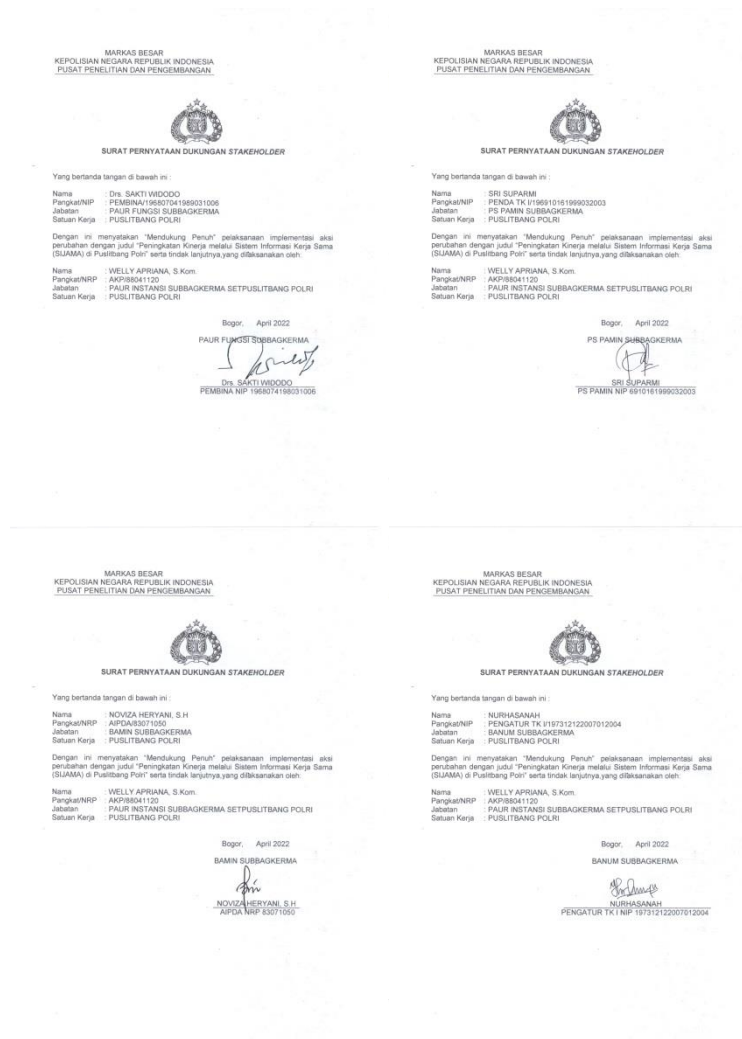 MARKAS BESAR
KEPOLISIAN NEGARA REPUBLIK INDONESIA
PUSAT PENELITIAN DAN PENGEMBANGAN
SURAT PERNYATAAN DUKUNGAN STAKEHOLDER
Yang bertanda tangan di bawah ini :
Nama : Drs. SAKTI WIDODO
Pangkat/NIP : PEMBINA/196807041989031006
Jabatan : PAUR FUNGSI SUBBAGKERMA
Satuan Kerja : PUSLITBANG POLRI
Dengan ini menyatakan "Mendukung Penuh" pelaksanaan implementasi aksi
perubahan dengan judul "Peningkatan Kinerja melalui Sistem Informasi Kerja Sama
(SIJAMA) di Puslitbang Polri" serta tindak lanjutnya,yang dilaksanakan oleh:
Nama : WELLY APRIANA, S.Kom.
Pangkat/NRP : AKP/88041120
Jabatan : PAUR INSTANSI SUBBAGKERMA SETPUSLITBANG POLRI
Satuan Kerja : PUSLITBANG POLRI
Bogor, April 2022
PAUR FUNGSI SUBBAGKERMA
Drs. SAKTI WIDODO
PEMBINA NIP 1968074198031006
MARKAS BESAR
KEPOLISIAN NEGARA REPUBLIK INDONESIA
PUSAT PENELITIAN DAN PENGEMBANGAN
SURAT PERNYATAAN DUKUNGAN STAKEHOLDER
Yang bertanda tangan di bawah ini :
Nama : SRI SUPARMI
Pangkat/NIP : PENDA TK I/196910161999032003
Jabatan : PS PAMIN SUBBAGKERMA
Satuan Kerja : PUSLITBANG POLRI
Dengan ini menyatakan "Mendukung Penuh" pelaksanaan implementasi aksi
perubahan dengan judul "Peningkatan Kinerja melalui Sistem Informasi Kerja Sama
(SIJAMA) di Puslitbang Polri" serta tindak lanjutnya,yang dilaksanakan oleh:
Nama : WELLY APRIANA, S.Kom.
Pangkat/NRP : AKP/88041120
Jabatan : PAUR INSTANSI SUBBAGKERMA SETPUSLITBANG POLRI
Satuan Kerja : PUSLITBANG POLRI
Bogor, April 2022
PS PAMIN SUBBAGKERMA
SRI SUPARMI
PS PAMIN NIP 6910161999032003
MARKAS BESAR
KEPOLISIAN NEGARA REPUBLIK INDONESIA
PUSAT PENELITIAN DAN PENGEMBANGAN
SURAT PERNYATAAN DUKUNGAN STAKEHOLDER
Yang bertanda tangan di bawah ini :
Nama : NOVIZA HERYANI, S.H
Pangkat/NRP : AIPDA/83071050
Jabatan : BAMIN SUBBAGKERMA
Satuan Kerja : PUSLITBANG POLRI
Dengan ini menyatakan "Mendukung Penuh" pelaksanaan implementasi aksi
perubahan dengan judul "Peningkatan Kinerja melalui Sistem Informasi Kerja Sama
(SIJAMA) di Puslitbang Polri" serta tindak lanjutnya,yang dilaksanakan oleh:
Nama : WELLY APRIANA, S.Kom.
Pangkat/NRP : AKP/88041120
Jabatan : PAUR INSTANSI SUBBAGKERMA SETPUSLITBANG POLRI
Satuan Kerja : PUSLITBANG POLRI
Bogor, April 2022
BAMIN SUBBAGKERMA
NOVIZA HERYANI, S.H
AIPDA NRP 83071050
MARKAS BESAR
KEPOLISIAN NEGARA REPUBLIK INDONESIA
PUSAT PENELITIAN DAN PENGEMBANGAN
SURAT PERNYATAAN DUKUNGAN STAKEHOLDER
Yang bertanda tangan di bawah ini :
Nama : NURHASANAH
Pangkat/NIP : PENGATUR TK I/197312122007012004
Jabatan : BANUM SUBBAGKERMA
Satuan Kerja : PUSLITBANG POLRI
Dengan ini menyatakan "Mendukung Penuh" pelaksanaan implementasi aksi
perubahan dengan judul "Peningkatan Kinerja melalui Sistem Informasi Kerja Sama
(SIJAMA) di Puslitbang Polri" serta tindak lanjutnya,yang dilaksanakan oleh:
Nama : WELLY APRIANA, S.Kom.
Pangkat/NRP : AKP/88041120
Jabatan : PAUR INSTANSI SUBBAGKERMA SETPUSLITBANG POLRI
Satuan Kerja : PUSLITBANG POLRI
Bogor, April 2022
BANUM SUBBAGKERMA
NURHASANAH
PENGATUR TK I NIP 197312122007012004